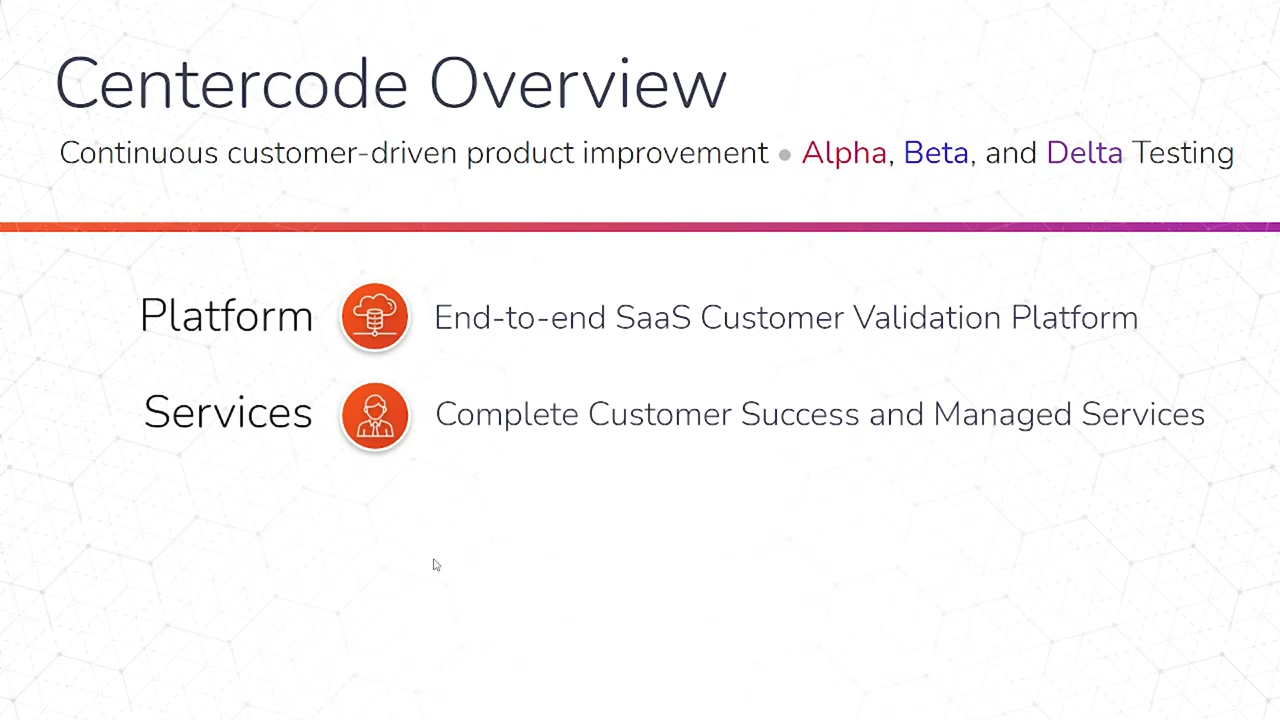 Centercode Overview
Continuous customer-driven product improvement • Alpha, Beta, and Delta Testing
Platform End-to-end SaaS Customer Validation Platform
Services Complete Customer Success and Managed Services